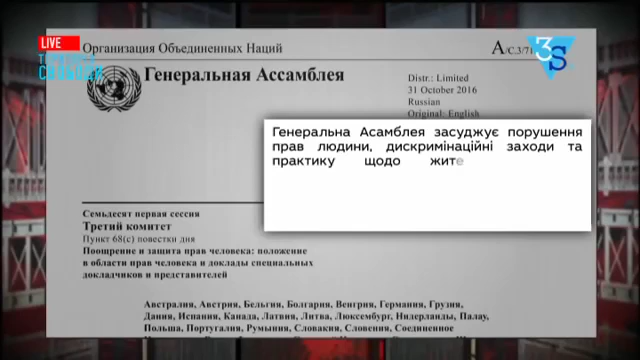 LIVE
Организация Объединенных Наций
A/C.3/71
3S
Генеральная Ассамблея
Distr.: Limited
31 October 2016
Russian
Original: English
Генеральна Асамблея засуджує порушення
прав людини, дискримінаційні заходи та
практику щодо жите
Семьдесят первая сессия
Третий комитет
Пункт 68(c) повестки дня
Поощрение и защита прав человека: положение
в области прав человека и доклады специальных
докладчиков и представителей
Австралия, Австрия, Бельгия, Болгария, Венгрия, Германия, Грузия,
Дания, Испания, Канада, Латвия, Литва, Люксембург, Нидерланды, Палау,
Польша, Португалия, Румыния, Словакия, Словения, Соединенное